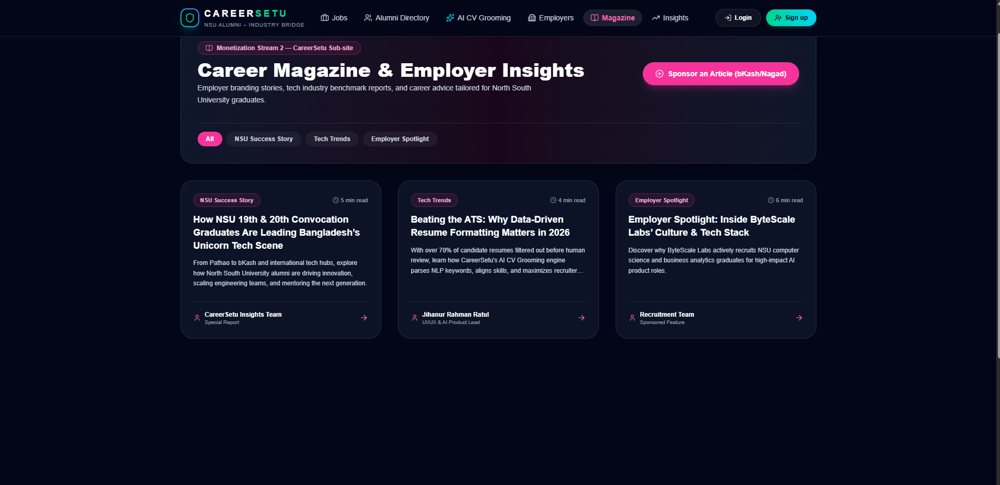 CAREERSETU
NSU ALUMNI – INDUSTRY BRIDGE
Jobs
Alumni Directory
AI CV Grooming
Employers
Magazine
Insights
Login
Sign up
Monetization Stream 2 — CareerSetu Sub-site
Career Magazine & Employer Insights
Employer branding stories, tech industry benchmark reports, and career advice tailored for North South
University graduates.
Sponsor an Article (bKash/Nagad)
All
NSU Success Story
Tech Trends
Employer Spotlight
NSU Success Story
5 min read
How NSU 19th & 20th Convocation
Graduates Are Leading Bangladesh’s
Unicorn Tech Scene
From Pathao to bKash and international tech hubs, explore
how North South University alumni are driving innovation,
scaling engineering teams, and mentoring the next generation.
CareerSetu Insights Team
Special Report
Tech Trends
4 min read
Beating the ATS: Why Data-Driven
Resume Formatting Matters in 2026
With over 70% of candidate resumes filtered out before human
review, learn how CareerSetu's AI CV Grooming engine
parses NLP keywords, aligns skills, and maximizes recruiter…
Jihanur Rahman Ratul
UI/UX & AI Product Lead
Employer Spotlight
6 min read
Employer Spotlight: Inside ByteScale
Labs’ Culture & Tech Stack
Discover why ByteScale Labs actively recruits NSU computer
science and business analytics graduates for high-impact AI
product roles.
Recruitment Team
Sponsored Feature